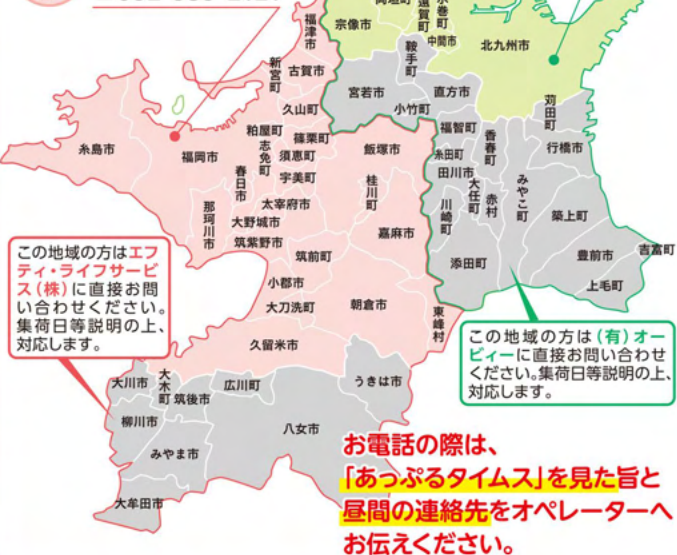 岡垣町
遠賀町
水巻町
福津市
宗像市
中間市
北九州市
鞍手町
新宮町
古賀市
宮若市
直方市
小竹町
苅田町
久山町
粕屋町
篠栗町
志免町
須恵町
宇美町
飯塚市
福智町
香春町
行橋市
糸島市
福岡市
糸田町
田川市
春日市
桂川町
大任町
赤村
みやこ町
那珂川市
太宰府市
川崎町
大野城市
築上町
嘉麻市
筑紫野市
吉富町
筑前町
添田町
豊前市
上毛町
小郡市
大刀洗町
朝倉市
東峰村
久留米市
この地域の方はエフ
ティ・ライフサービ
ス(株)に直接お問
い合わせください。
集荷日等説明の上、
対応します。
この地域の方は(有)オー
ビィーに直接お問い合わせ
ください。集荷日等説明の上、
対応します。
大川市
大木町
筑後市
広川町
うきは市
柳川市
八女市
みやま市
大牟田市
お電話の際は、
「あっぷるタイムス」を見た旨と
昼間の連絡先をオペレーターへ
お伝えください。